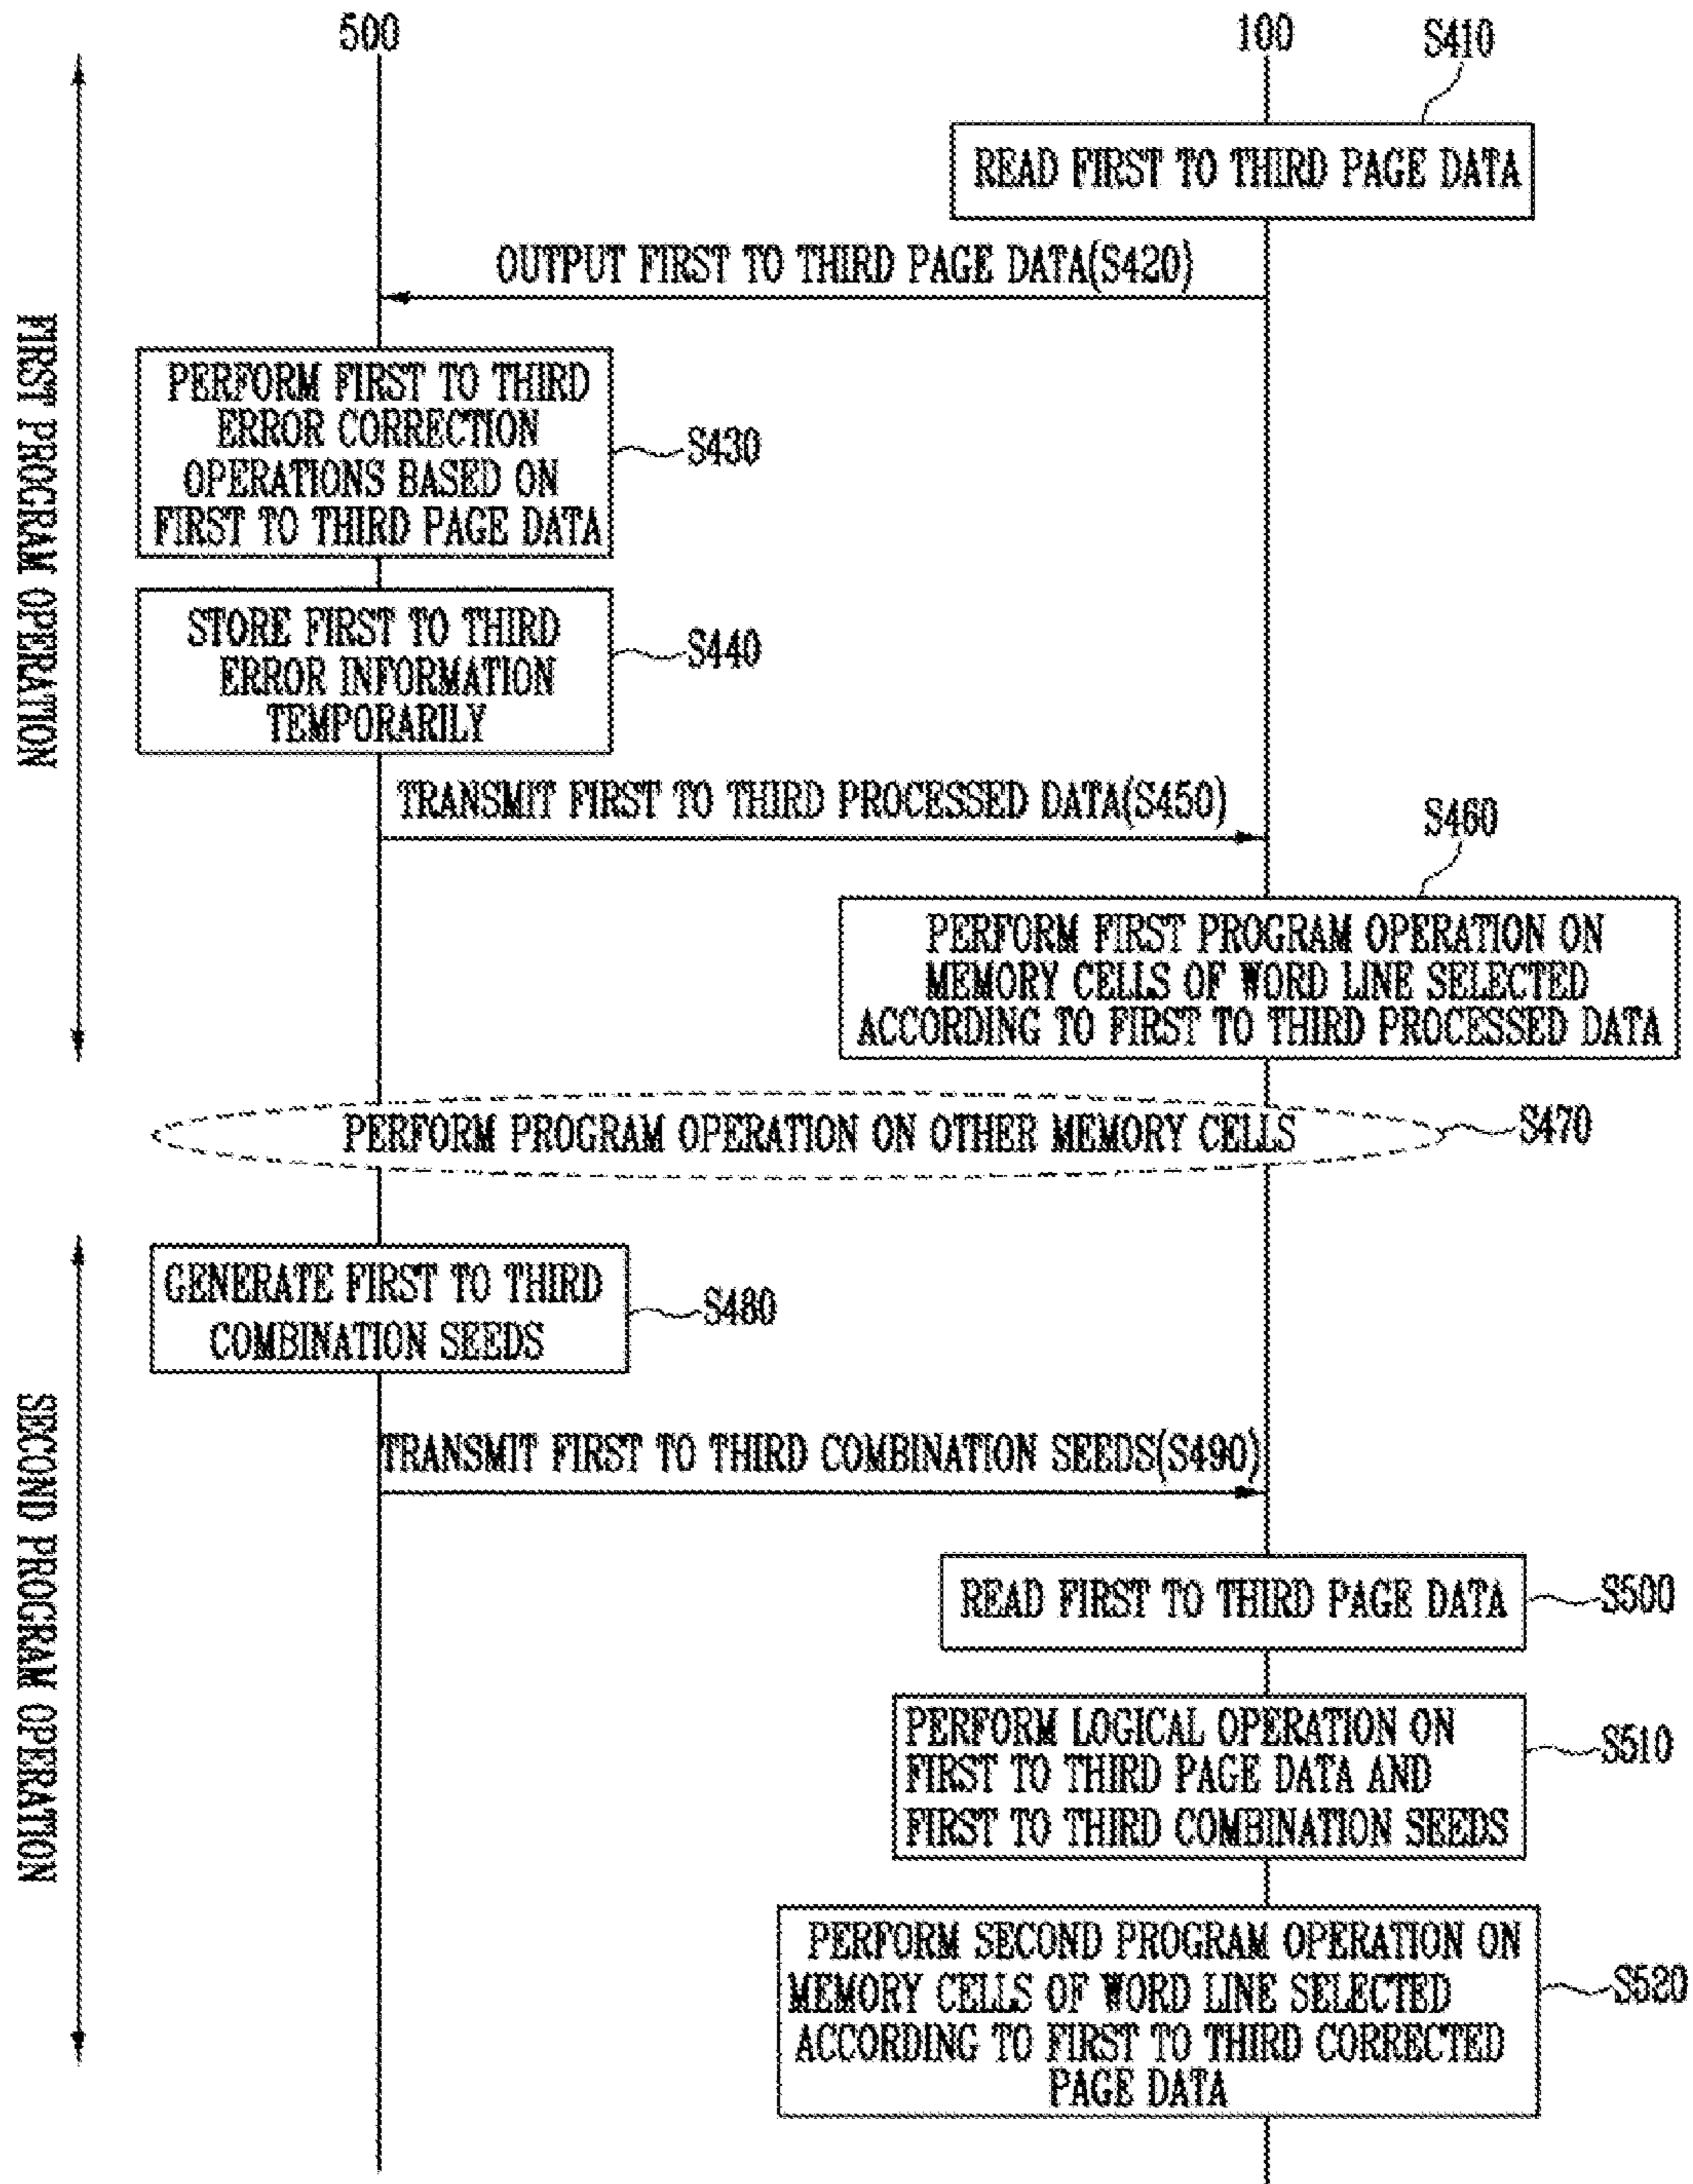 500
100
S410
READ FIRST TO THIRD PAGE DATA
OUTPUT FIRST TO THIRD PAGE DATA(S420)
FIRST PROGRAM OPERATION
PERFORM FIRST TO THIRD
ERROR CORRECTION
OPERATIONS BASED ON
FIRST TO THIRD PAGE DATA
S430
STORE FIRST TO THIRD
ERROR INFORMATION
TEMPORARILY
S440
TRANSMIT FIRST TO THIRD PROCESSED DATA(S450)
S460
PERFORM FIRST PROGRAM OPERATION ON
MEMORY CELLS OF WORD LINE SELECTED
ACCORDING TO FIRST TO THIRD PROCESSED DATA
PERFORM PROGRAM OPERATION ON OTHER MEMORY CELLS
S470
GENERATE FIRST TO THIRD
COMBINATION SEEDS
S480
SECOND PROGRAM OPERATION
TRANSMIT FIRST TO THIRD COMBINATION SEEDS(S490)
READ FIRST TO THIRD PAGE DATA
S500
PERFORM LOGICAL OPERATION ON
FIRST TO THIRD PAGE DATA AND
FIRST TO THIRD COMBINATION SEEDS
S510
PERFORM SECOND PROGRAM OPERATION ON
MEMORY CELLS OF WORD LINE SELECTED
ACCORDING TO FIRST TO THIRD CORRECTED
PAGE DATA
S520